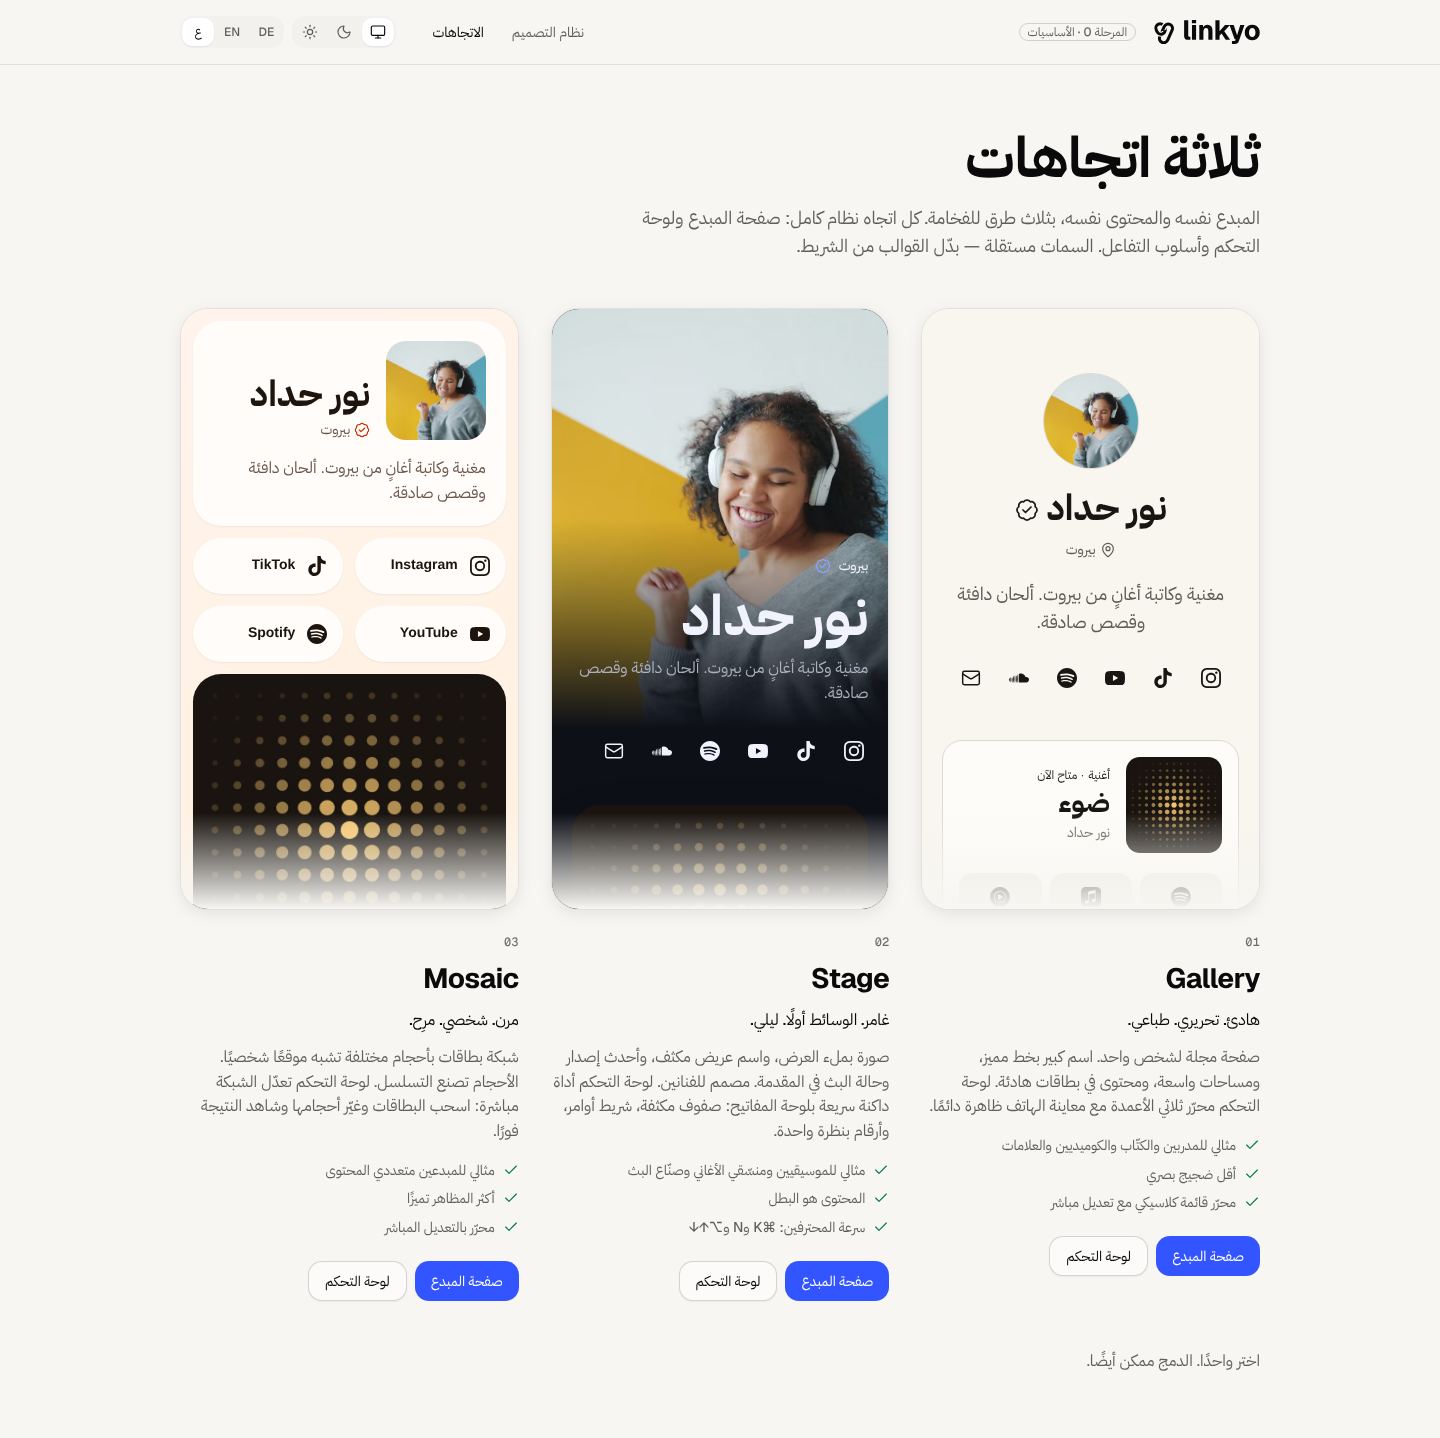 linkyo
المرحلة 0 · الأساسيات
نظام التصميم
الاتجاهات
DE
EN
ع
ثلاثة اتجاهات
المبدع نفسه والمحتوى نفسه، بثلاث طرق للفخامة. كل اتجاه نظام كامل: صفحة المبدع ولوحة
التحكم وأسلوب التفاعل. السمات مستقلة — بدّل القوالب من الشريط.
نور حداد
بيروت
مغنية وكاتبة أغانٍ من بيروت. ألحان دافئة
وقصص صادقة.
أغنية · متاح الآن
ضوء
نور حداد
01
Gallery
هادئ. تحريري. طباعي.
صفحة مجلة لشخص واحد. اسم كبير بخط مميز،
ومساحات واسعة، ومحتوى في بطاقات هادئة. لوحة
التحكم محرّر ثلاثي الأعمدة مع معاينة الهاتف ظاهرة دائمًا.
مثالي للمدربين والكتّاب والكوميديين والعلامات
أقل ضجيج بصري
محرّر قائمة كلاسيكي مع تعديل مباشر
صفحة المبدع
لوحة التحكم
بيروت
نور حداد
مغنية وكاتبة أغانٍ من بيروت. ألحان دافئة وقصص
صادقة.
02
Stage
غامر. الوسائط أولًا. ليلي.
صورة بملء العرض، واسم عريض مكثف، وأحدث إصدار
وحالة البث في المقدمة. مصمم للفنانين. لوحة التحكم أداة
داكنة سريعة بلوحة المفاتيح: صفوف مكثفة، شريط أوامر،
وأرقام بنظرة واحدة.
مثالي للموسيقيين ومنسّقي الأغاني وصنّاع البث
المحتوى هو البطل
سرعة المحترفين: ⌘K وN و⌥↑↓
صفحة المبدع
لوحة التحكم
نور حداد
بيروت
مغنية وكاتبة أغانٍ من بيروت. ألحان دافئة
وقصص صادقة.
Instagram
TikTok
YouTube
Spotify
03
Mosaic
مرن. شخصي. مرِح.
شبكة بطاقات بأحجام مختلفة تشبه موقعًا شخصيًا.
الأحجام تصنع التسلسل. لوحة التحكم تعدّل الشبكة
مباشرة: اسحب البطاقات وغيّر أحجامها وشاهد النتيجة
فورًا.
مثالي للمبدعين متعددي المحتوى
أكثر المظاهر تميزًا
محرّر بالتعديل المباشر
صفحة المبدع
لوحة التحكم
اختر واحدًا. الدمج ممكن أيضًا.